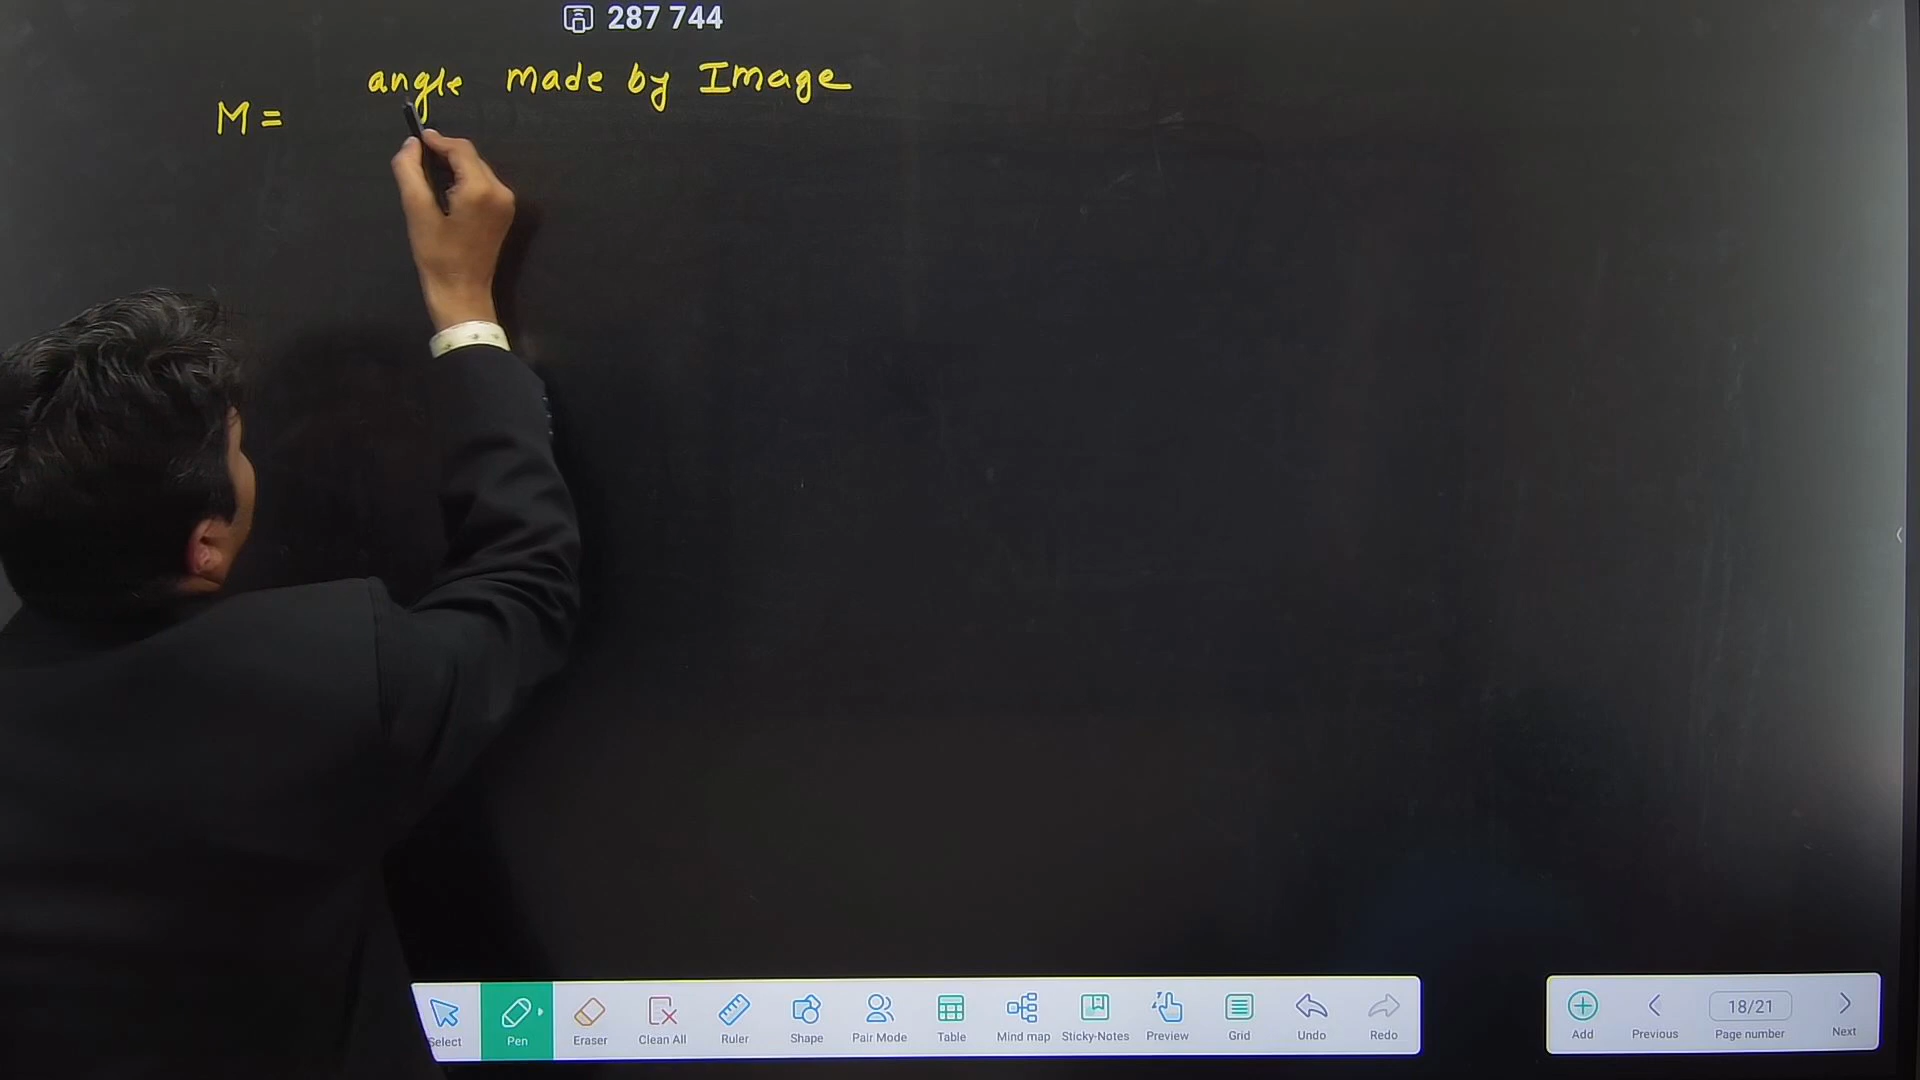 287 744
angle made by Image
M =
Select Pen Eraser Clean All Ruler Shape Pair Mode Table Mind map Sticky-Notes Preview Grid Undo Redo
18/21
Add Previous Page number Next